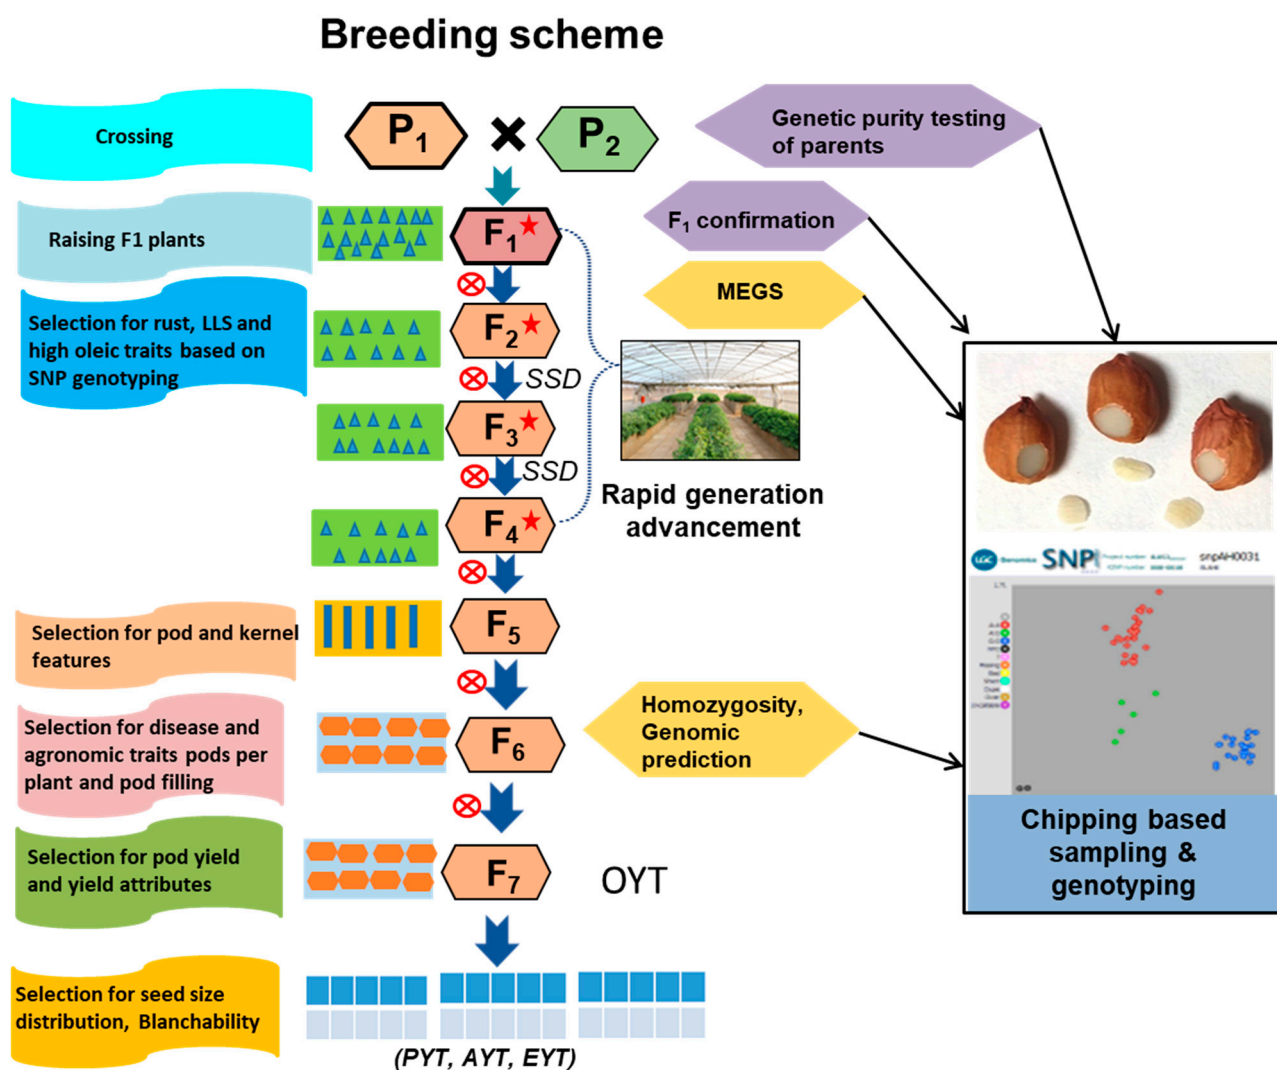 Breeding scheme
Crossing
P1
P2
Genetic purity testing
of parents
Raising F1 plants
F1
F1 confirmation
MEGS
Selection for rust, LLS and
high oleic traits based on
SNP genotyping
F2
SSD
F3
SSD
F4
Rapid generation
advancement
LGC Genomics
SNP
snpAH0031
Selection for pod and kernel
features
F5
Selection for disease and
agronomic traits pods per
plant and pod filling
F6
Homozygosity,
Genomic
prediction
Selection for pod yield
and yield attributes
F7
OYT
Chipping based
sampling &
genotyping
Selection for seed size
distribution, Blanchability
(PYT, AYT, EYT)